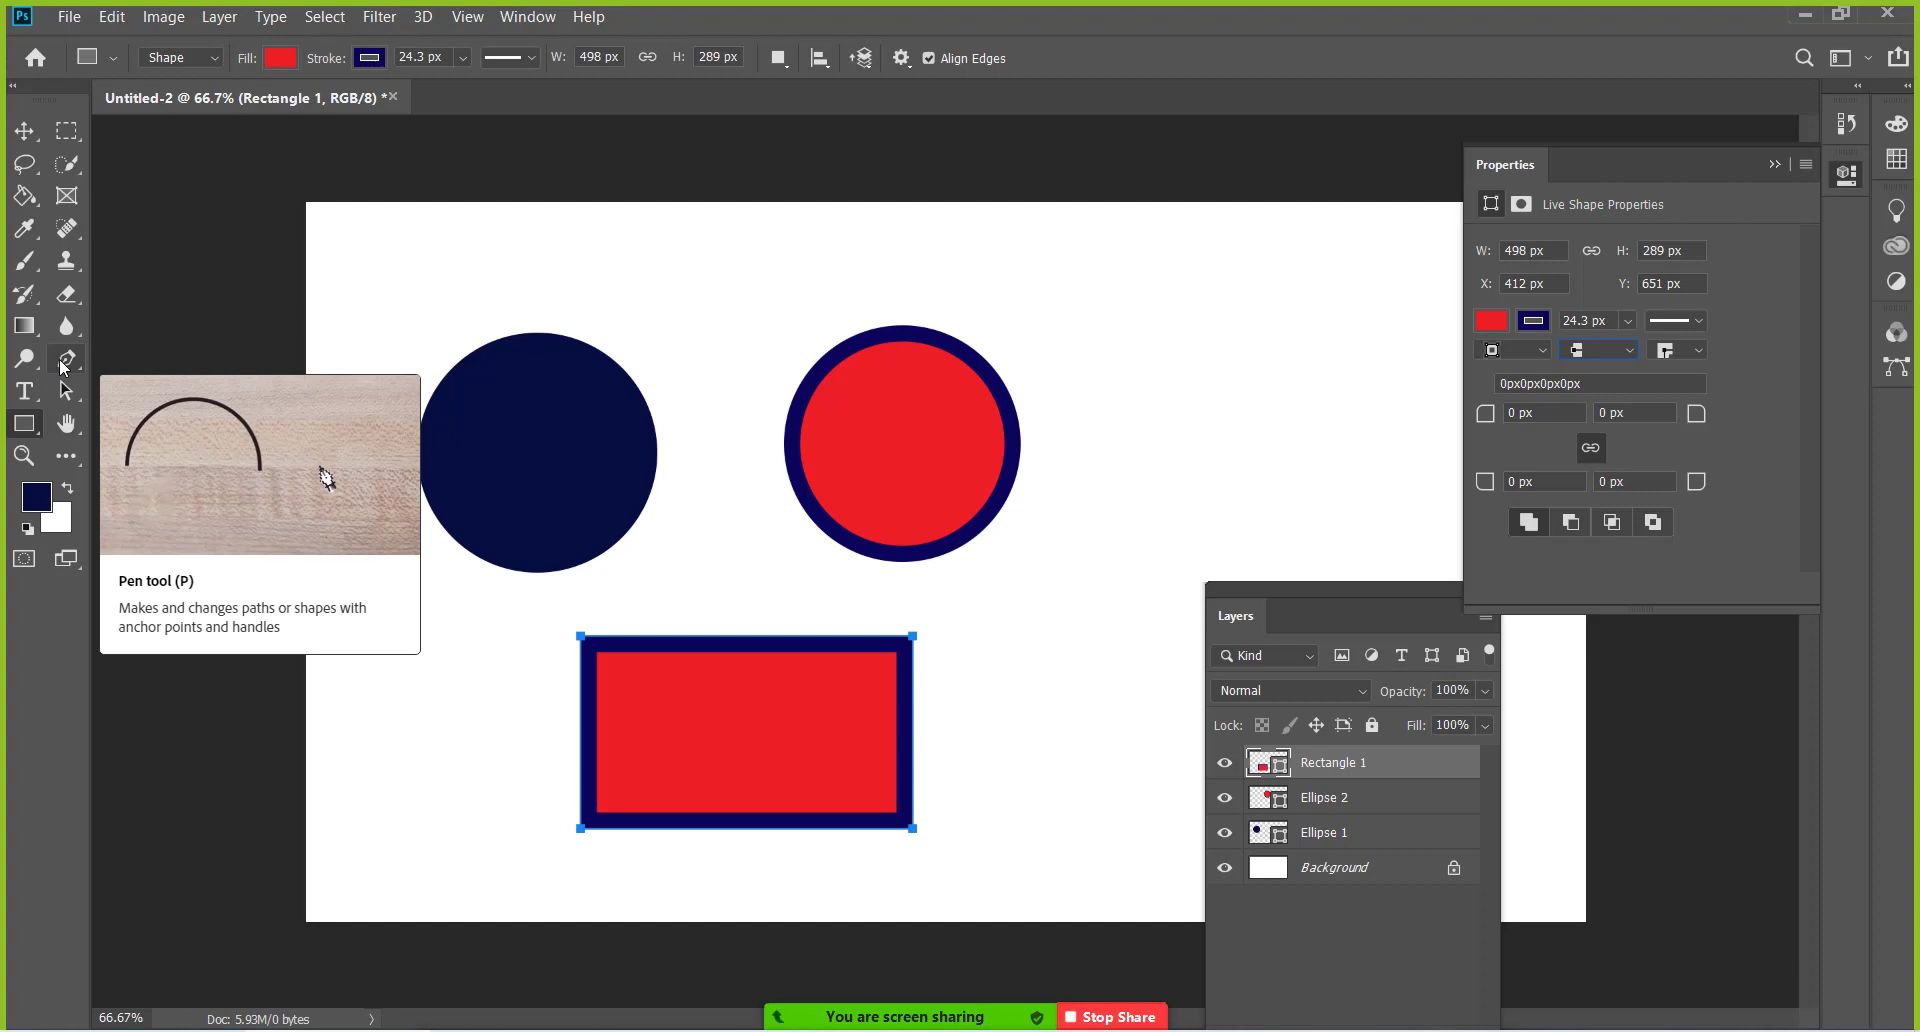 Ps File Edit Image Layer Type Select Filter 3D View Window Help
Shape Fill: Stroke: 24.3 px W: 498 px H: 289 px Align Edges
Untitled-2 @ 66.7% (Rectangle 1, RGB/8) *
Properties
Live Shape Properties
W: 498 px H: 289 px
X: 412 px Y: 651 px
24.3 px
0px0px0px0px
0 px 0 px
0 px 0 px
T
Pen tool (P)
Makes and changes paths or shapes with
anchor points and handles
Layers
Kind T
Normal Opacity: 100%
Lock: Fill: 100%
Rectangle 1
Ellipse 2
Ellipse 1
Background
66.67% Doc: 5.93M/0 bytes
You are screen sharing Stop Share